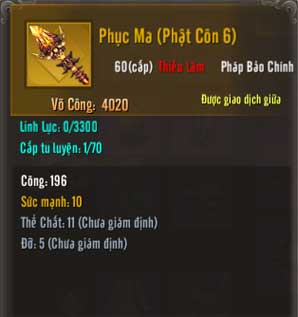 Phục Ma (Phật Côn 6)
60(cấp) Thiếu Lâm Pháp Bảo Chính
Võ Công: 4020
Được giao dịch giữa
Linh Lực: 0/3300
Cấp tu luyện: 1/70
Công: 196
Sức mạnh: 10
Thể Chất: 11 (Chưa giám định)
Đỡ: 5 (Chưa giám định)